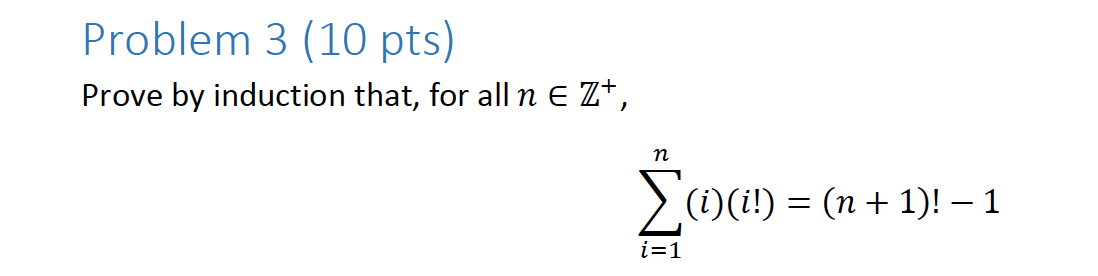 Problem 3 (10 pts)
Prove by induction that, for all n ∈ ℤ⁺,
n
∑(i)(i!) = (n + 1)! − 1
i=1